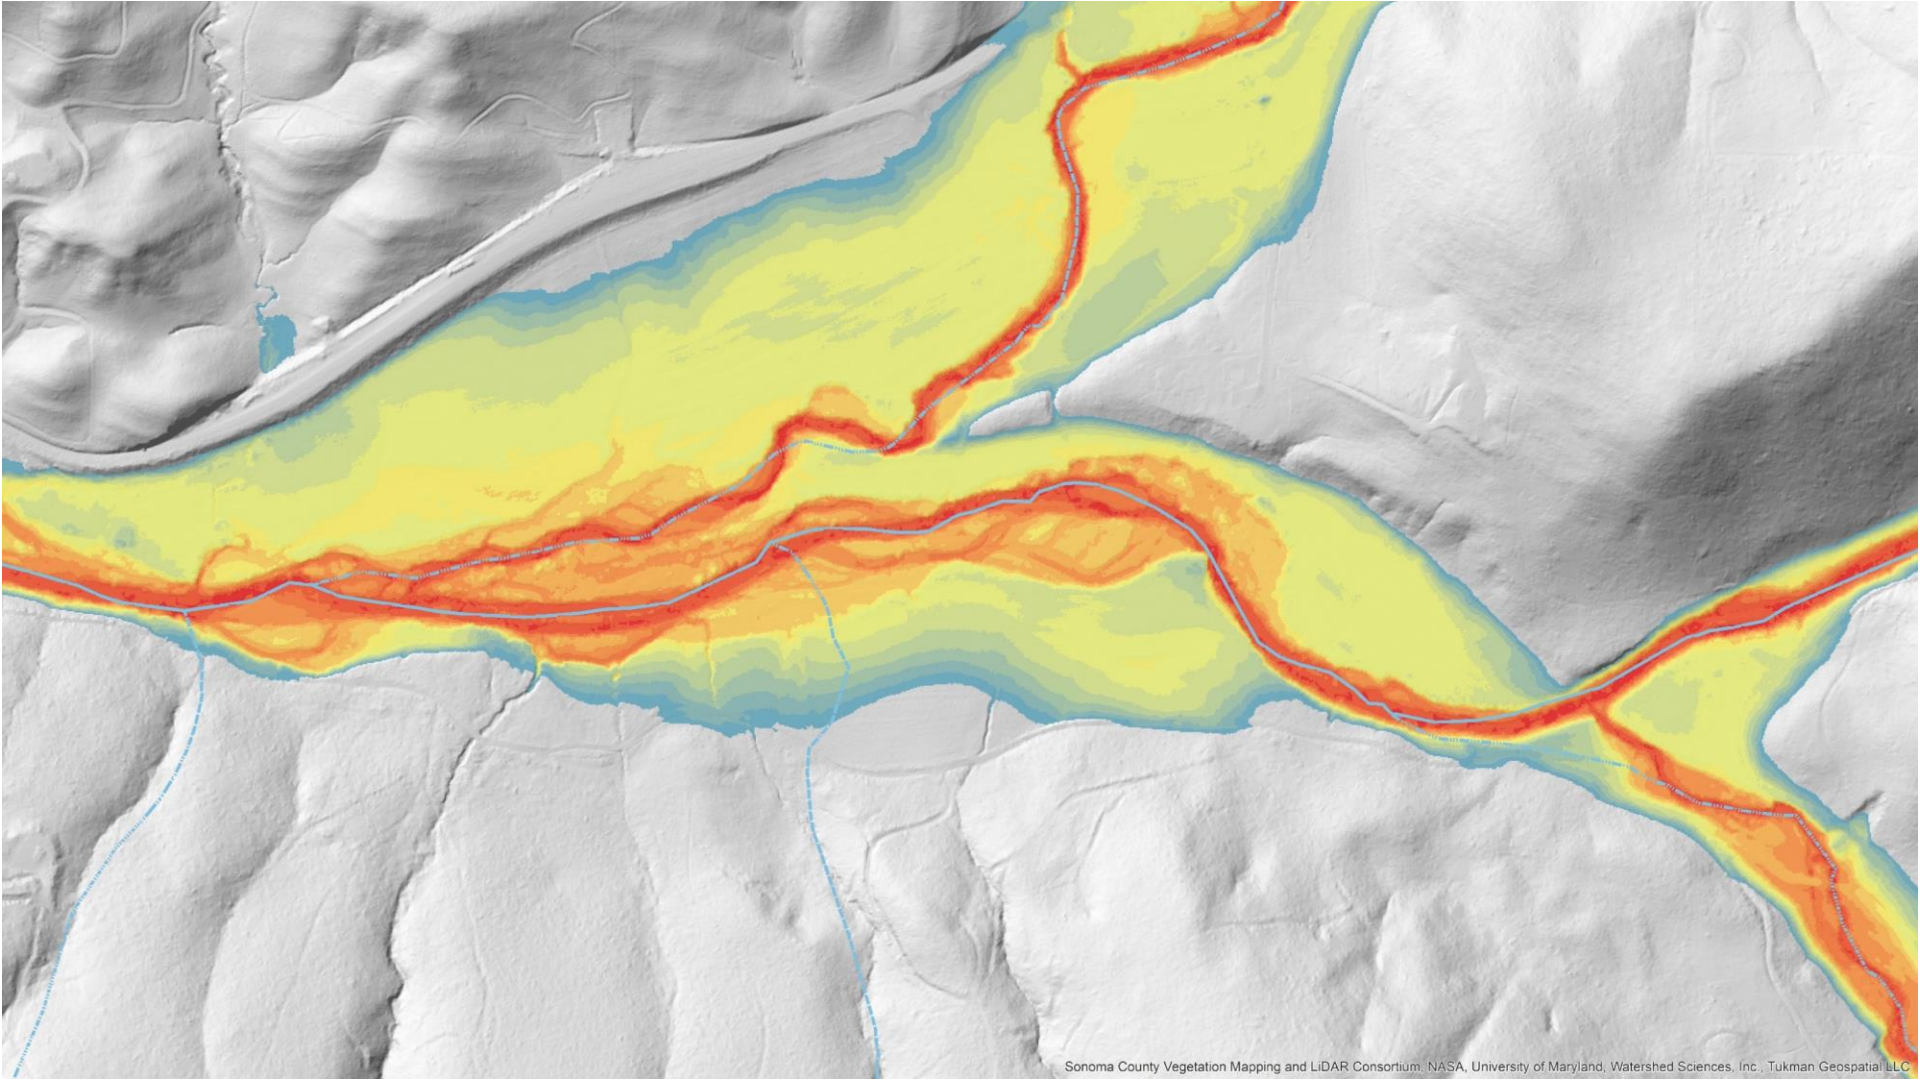 Sonoma County Vegetation Mapping and LiDAR Consortium, NASA, University of Maryland, Watershed Sciences, Inc., Tukman Geospatial LLC